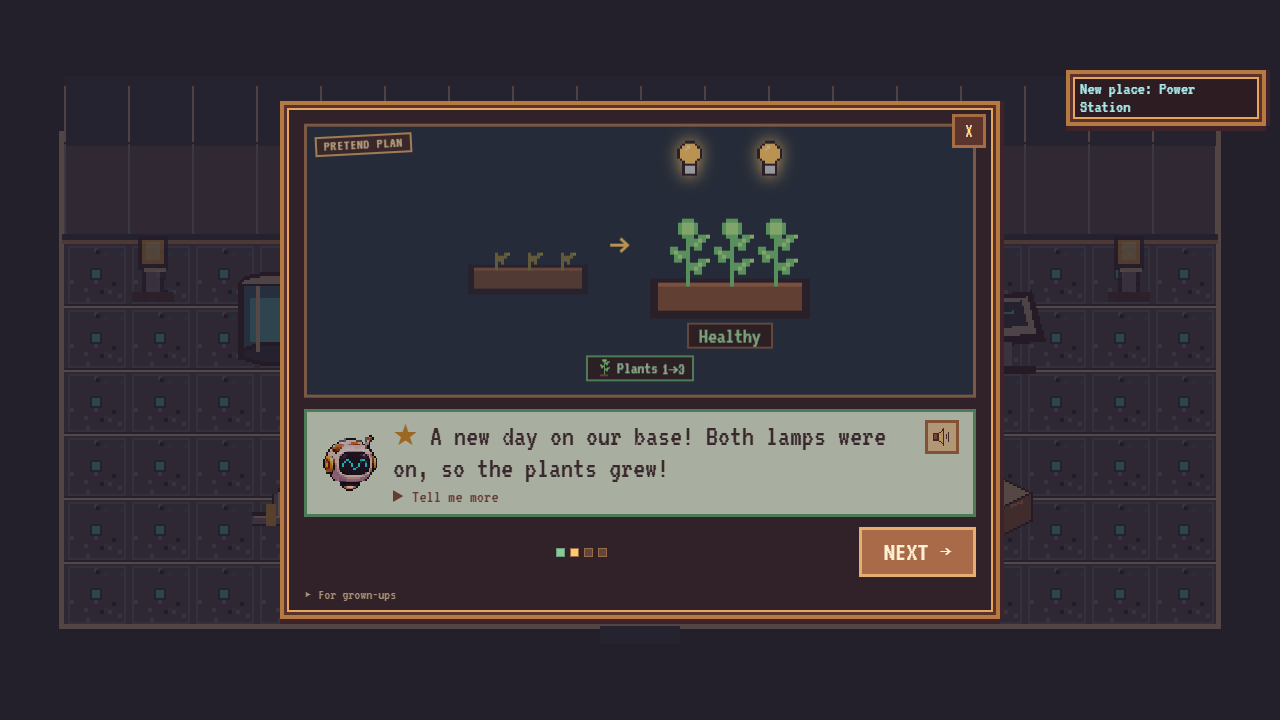 New place: Power
Station
X
PRETEND PLAN
Healthy
Plants 1→3
★ A new day on our base! Both lamps were
on, so the plants grew!
▶ Tell me more
NEXT →
▶ For grown-ups